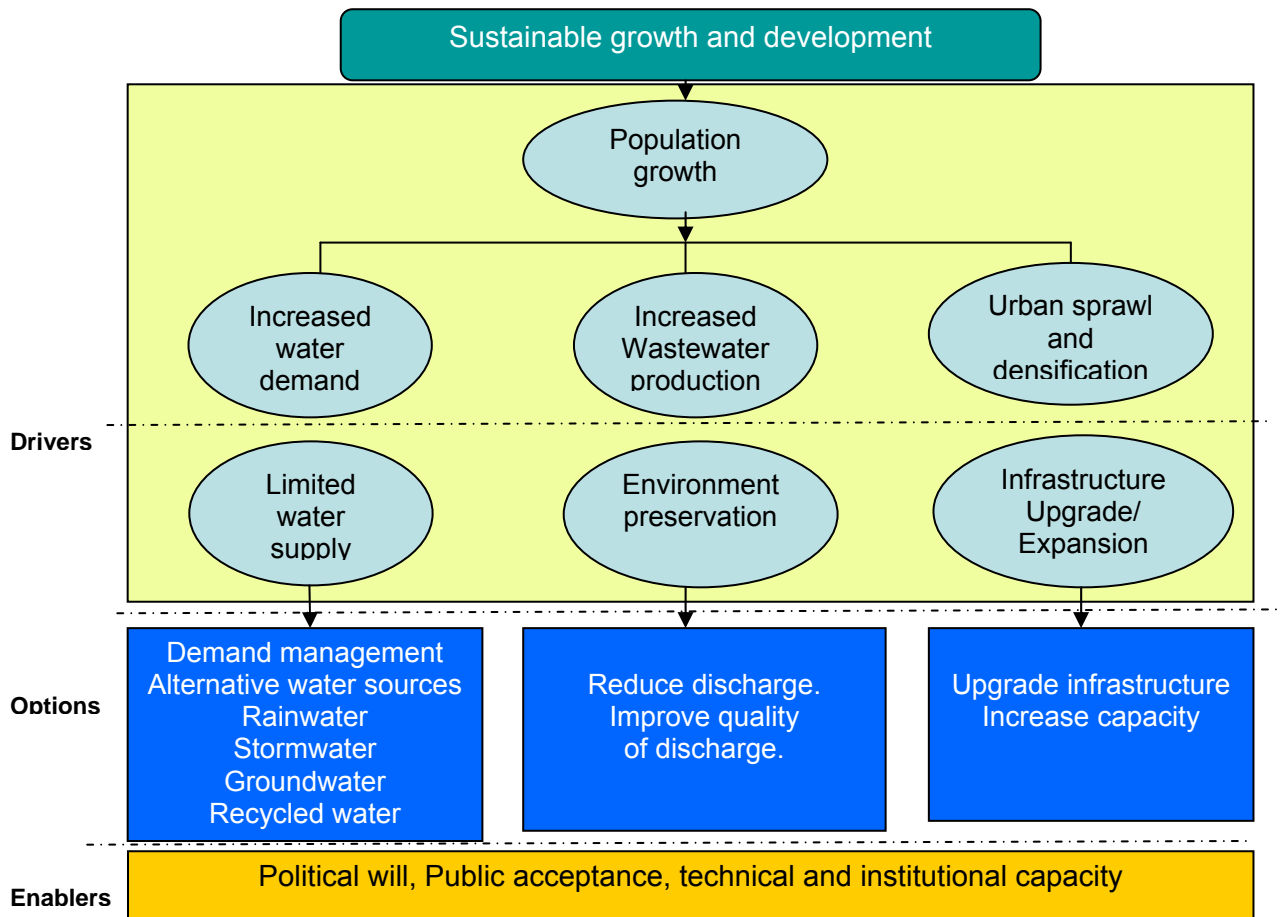 Sustainable growth and development
Population
growth
Increased
water
demand
Increased
Wastewater
production
Urban sprawl
and
densification
Drivers
Limited
water
supply
Environment
preservation
Infrastructure
Upgrade/
Expansion
Options
Demand management
Alternative water sources
Rainwater
Stormwater
Groundwater
Recycled water
Reduce discharge.
Improve quality
of discharge.
Upgrade infrastructure
Increase capacity
Enablers
Political will, Public acceptance, technical and institutional capacity